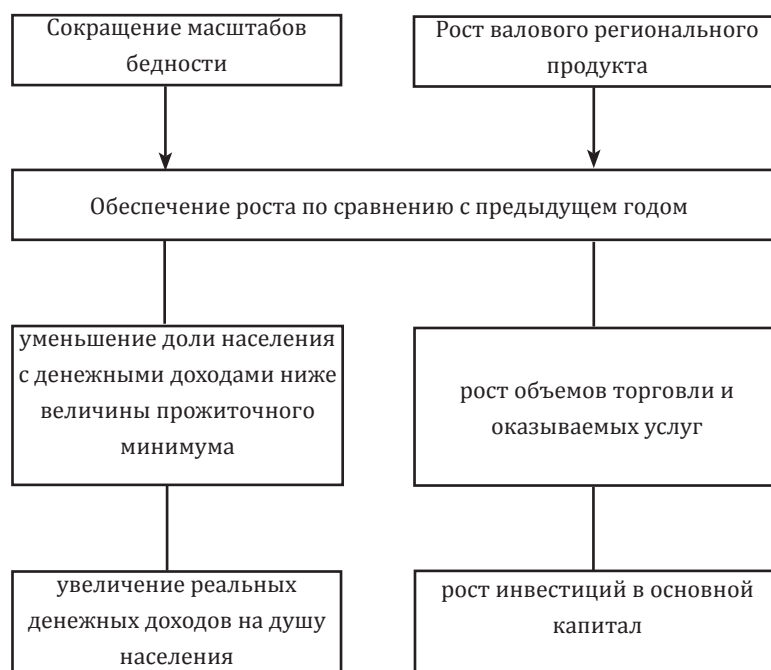 Сокращение масштабов
бедности
Рост валового регионального
продукта
Обеспечение роста по сравнению с предыдущем годом
уменьшение доли населения
с денежными доходами ниже
величины прожиточного
минимума
рост объемов торговли и
оказываемых услуг
увеличение реальных
денежных доходов на душу
населения
рост инвестиций в основной
капитал